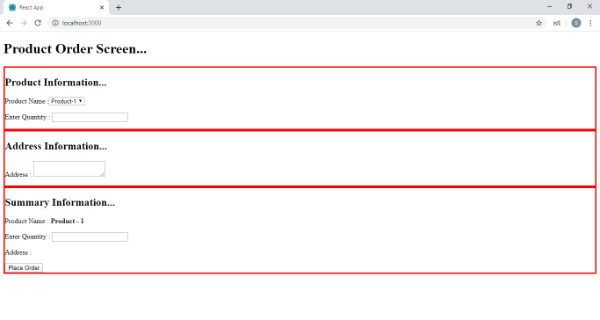 React App
localhost:3000
Product Order Screen...
Product Information...
Product Name : Product-1
Enter Quantity :
Address Information...
Address :
Summary Information...
Product Name : Product - 1
Enter Quantity :
Address :
Place Order